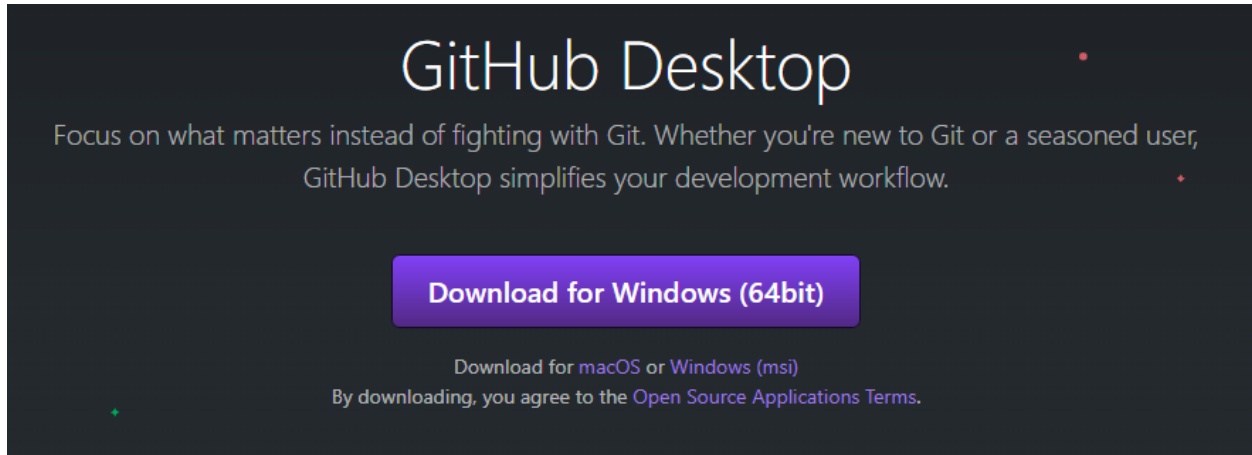 GitHub Desktop
Focus on what matters instead of fighting with Git. Whether you're new to Git or a seasoned user,
GitHub Desktop simplifies your development workflow.
Download for Windows (64bit)
Download for macOS or Windows (msi)
By downloading, you agree to the Open Source Applications Terms.